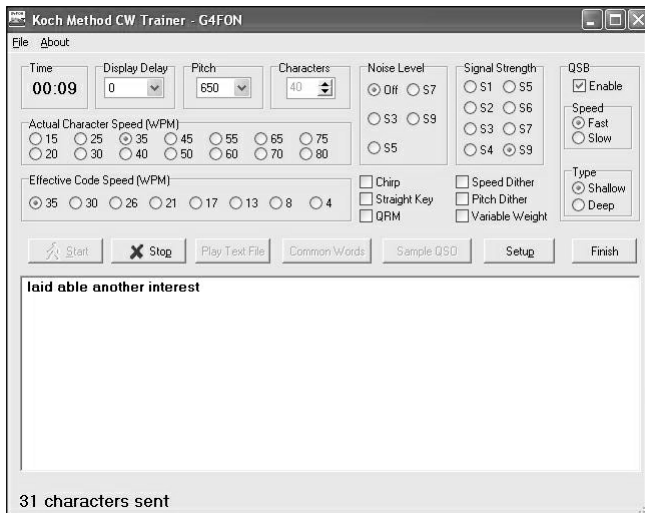 Koch Method CW Trainer - G4FON
File About
Time
00:09
Display Delay
0
Pitch
650
Characters
40
Noise Level
Off S7
S3 S9
S5
Signal Strength
S1 S5
S2 S6
S3 S7
S4 S9
QSB
Enable
Speed
Fast
Slow
Type
Shallow
Deep
Actual Character Speed (WPM)
15 25 35 45 55 65 75
20 30 40 50 60 70 80
Effective Code Speed (WPM)
35 30 26 21 17 13 8 4
Chirp
Straight Key
QRM
Speed Dither
Pitch Dither
Variable Weight
Start Stop Play Text File Common Words Sample QSO Setup Finish
laid able another interest
31 characters sent